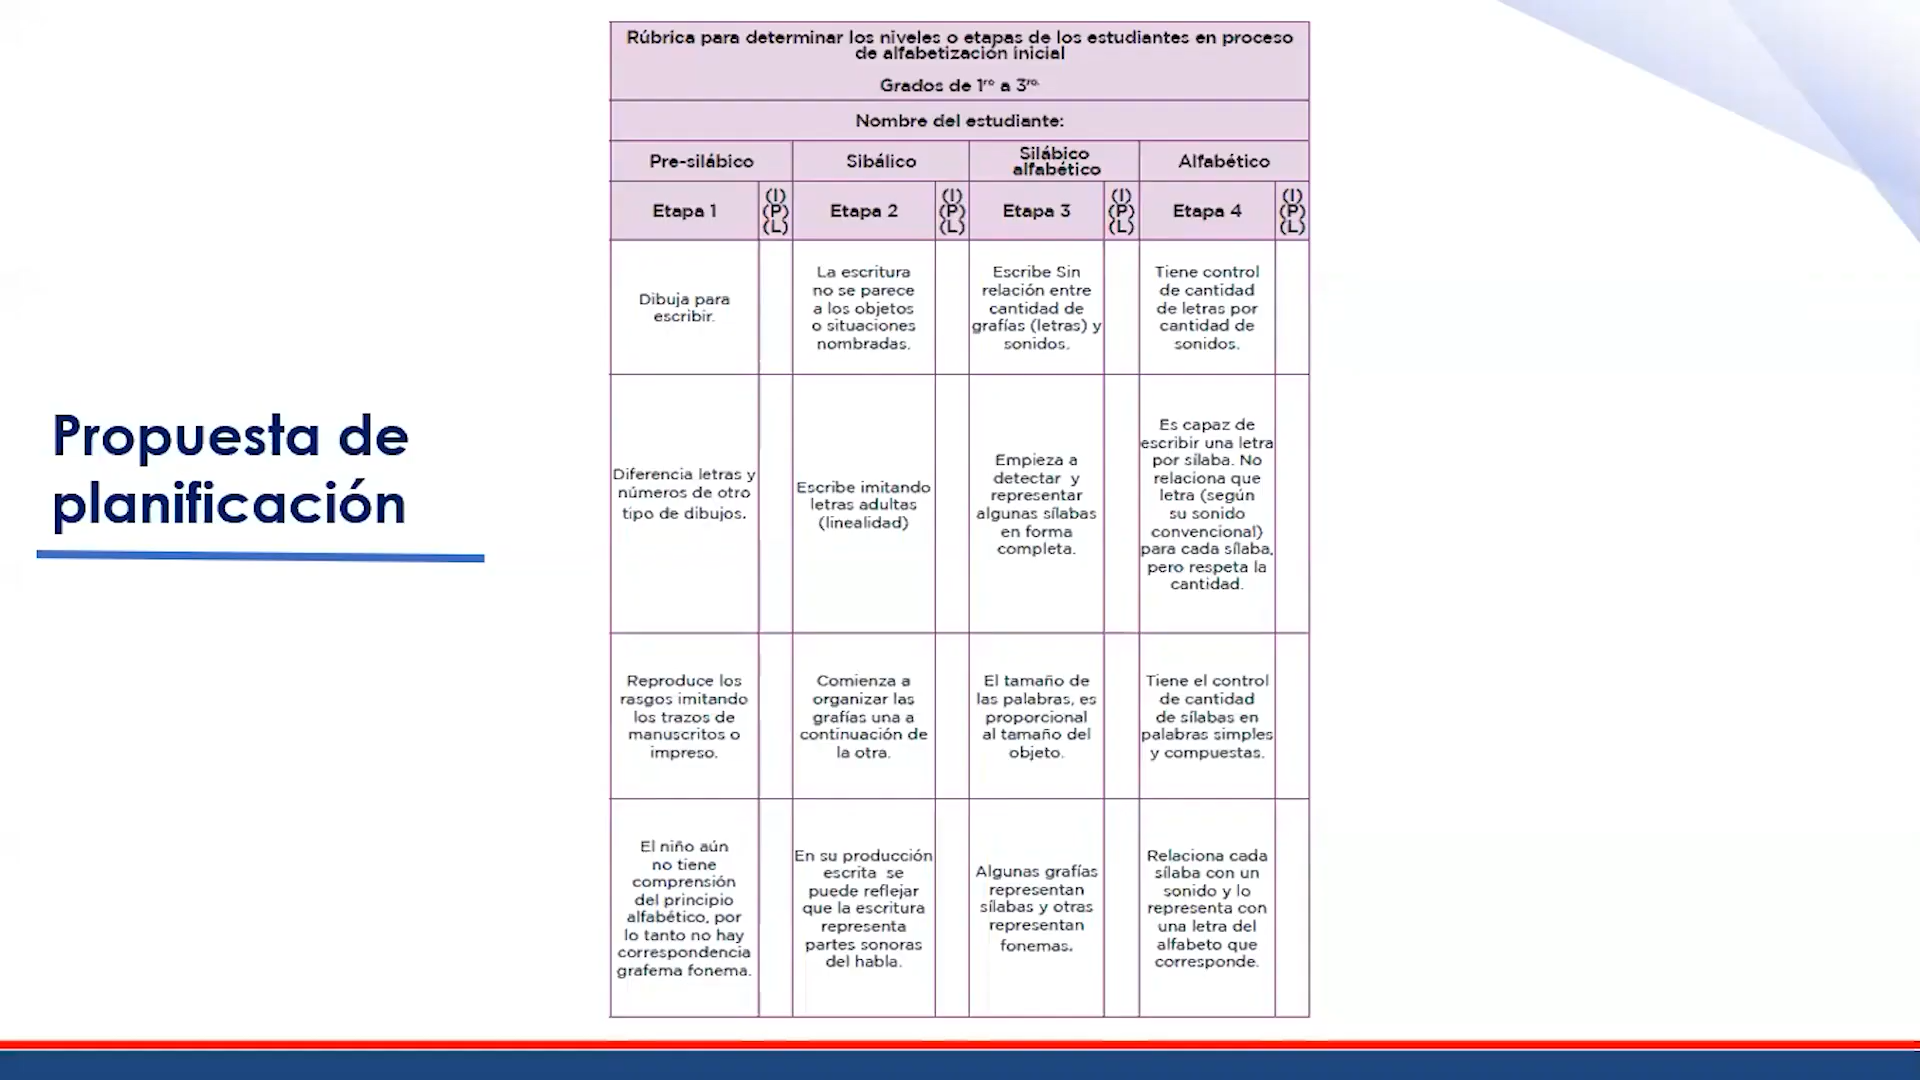 Propuesta de
planificación
Rúbrica para determinar los niveles o etapas de los estudiantes en proceso
de alfabetización inicial
Grados de 1ʳᵒ a 3ʳᵒ·
Nombre del estudiante:
Pre-silábico
Sibálico
Silábico
alfabético
Alfabético
Etapa 1
(I)
(P)
(L)
Etapa 2
(I)
(P)
(L)
Etapa 3
(I)
(P)
(L)
Etapa 4
(I)
(P)
(L)
Dibuja para
escribir.
La escritura
no se parece
a los objetos
o situaciones
nombradas.
Escribe Sin
relación entre
cantidad de
grafías (letras) y
sonidos.
Tiene control
de cantidad
de letras por
cantidad de
sonidos.
Diferencia letras y
números de otro
tipo de dibujos.
Escribe imitando
letras adultas
(linealidad)
Empieza a
detectar y
representar
algunas sílabas
en forma
completa.
Es capaz de
escribir una letra
por sílaba. No
relaciona que
letra (según
su sonido
convencional)
para cada sílaba,
pero respeta la
cantidad.
Reproduce los
rasgos imitando
los trazos de
manuscritos o
impreso.
Comienza a
organizar las
grafías una a
continuación de
la otra.
El tamaño de
las palabras, es
proporcional
al tamaño del
objeto.
Tiene el control
de cantidad
de sílabas en
palabras simples
y compuestas.
El niño aún
no tiene
comprensión
del principio
alfabético, por
lo tanto no hay
correspondencia
grafema fonema.
En su producción
escrita se
puede reflejar
que la escritura
representa
partes sonoras
del habla.
Algunas grafías
representan
sílabas y otras
representan
fonemas.
Relaciona cada
sílaba con un
sonido y lo
representa con
una letra del
alfabeto que
corresponde.